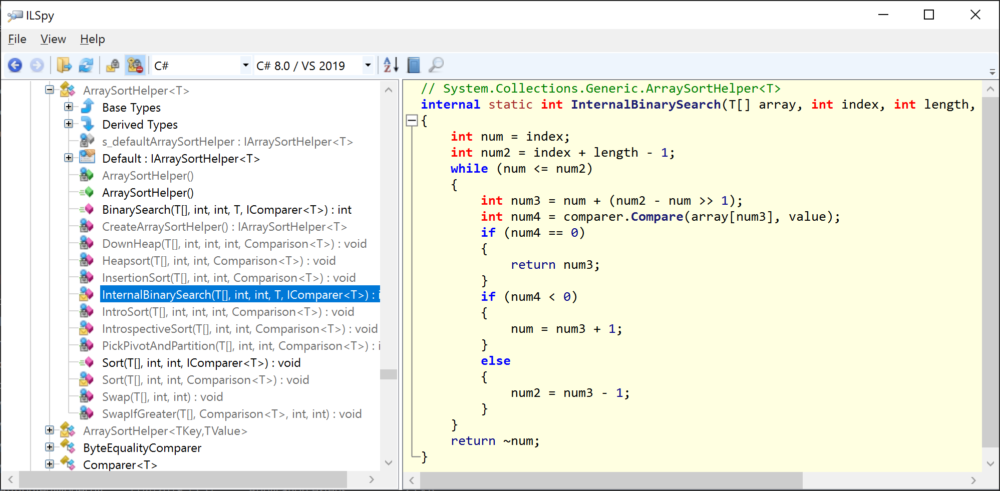 ILSpy
File View Help
C# C# 8.0 / VS 2019
ArraySortHelper<T>
Base Types
Derived Types
s_defaultArraySortHelper : IArraySortHelper<T>
Default : IArraySortHelper<T>
ArraySortHelper()
ArraySortHelper()
BinarySearch(T[], int, int, T, IComparer<T>) : int
CreateArraySortHelper() : IArraySortHelper<T>
DownHeap(T[], int, int, int, Comparison<T>) : void
Heapsort(T[], int, int, Comparison<T>) : void
InsertionSort(T[], int, int, Comparison<T>) : void
InternalBinarySearch(T[], int, int, T, IComparer<T>) : i
IntroSort(T[], int, int, int, Comparison<T>) : void
IntrospectiveSort(T[], int, int, Comparison<T>) : void
PickPivotAndPartition(T[], int, int, Comparison<T>) : i
Sort(T[], int, int, IComparer<T>) : void
Sort(T[], int, int, Comparison<T>) : void
Swap(T[], int, int) : void
SwapIfGreater(T[], Comparison<T>, int, int) : void
ArraySortHelper<TKey,TValue>
ByteEqualityComparer
Comparer<T>
// System.Collections.Generic.ArraySortHelper<T>
internal static int InternalBinarySearch(T[] array, int index, int length,
{
int num = index;
int num2 = index + length - 1;
while (num <= num2)
{
int num3 = num + (num2 - num >> 1);
int num4 = comparer.Compare(array[num3], value);
if (num4 == 0)
{
return num3;
}
if (num4 < 0)
{
num = num3 + 1;
}
else
{
num2 = num3 - 1;
}
}
return ~num;
}